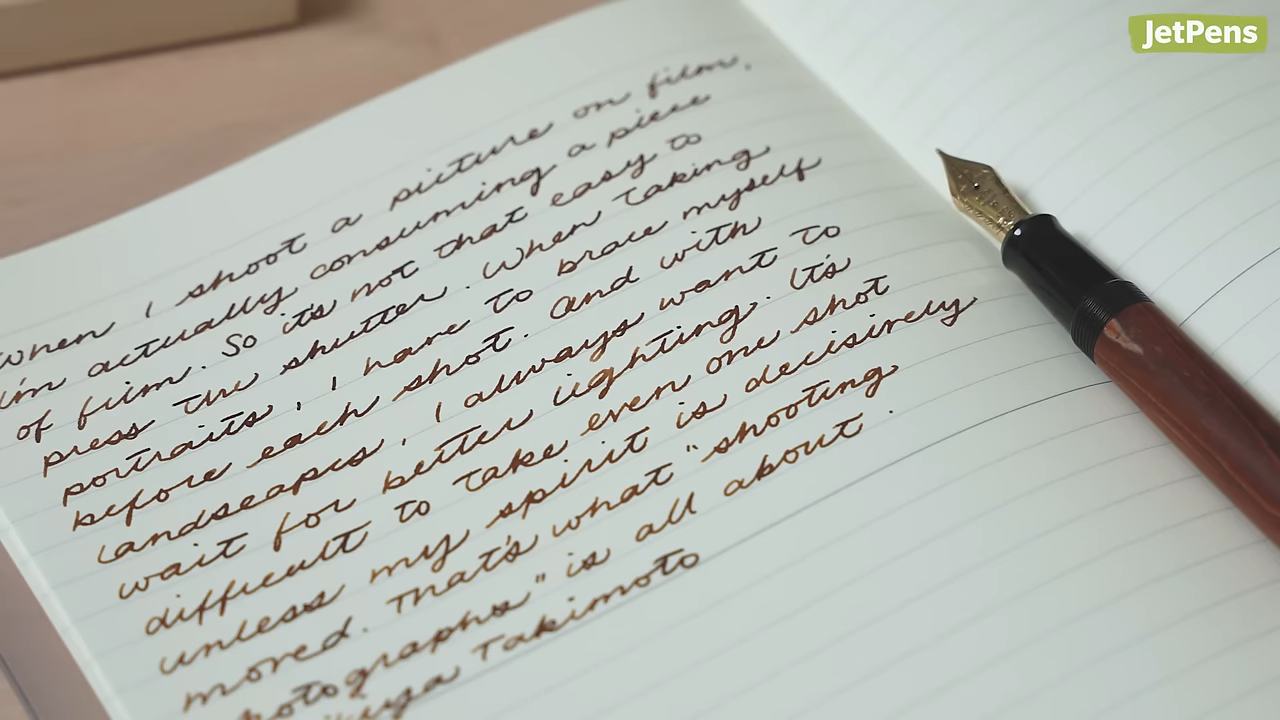 JetPens
When I shoot a picture on film,
I'm actually consuming a piece
of film. So it's not that easy to
press the shutter. When taking
portraits, I have to brace myself
before each shot. And with
landscapes, I always want to
wait for better lighting. It's
difficult to take even one shot
unless my spirit is decisively
moved. That's what "shooting
photographs" is all about.
Takimoto